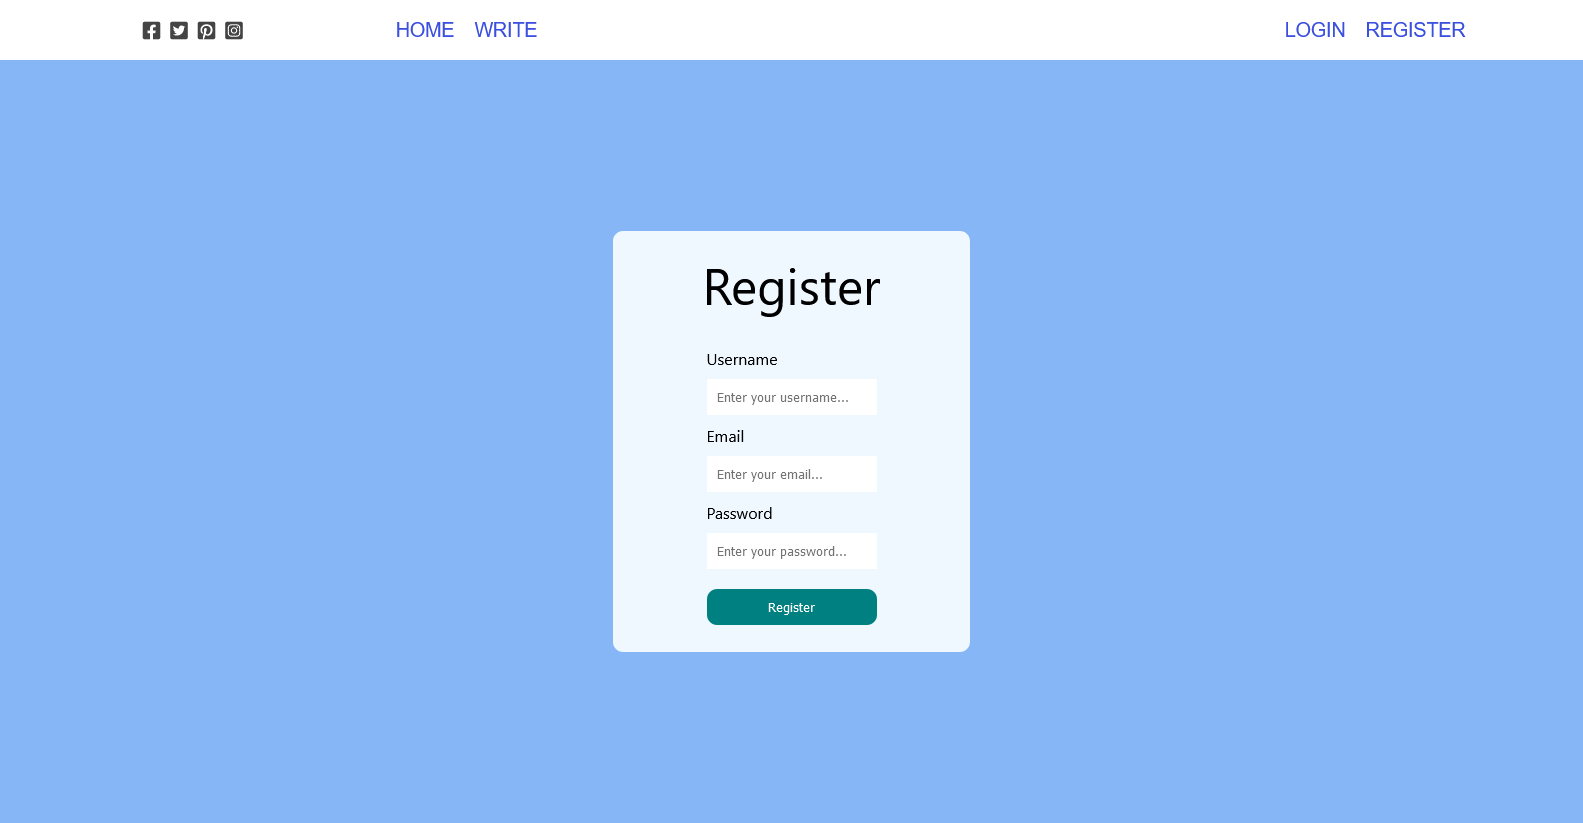 HOME WRITE LOGIN REGISTER
Register
Username
Enter your username...
Email
Enter your email...
Password
Enter your password...
Register